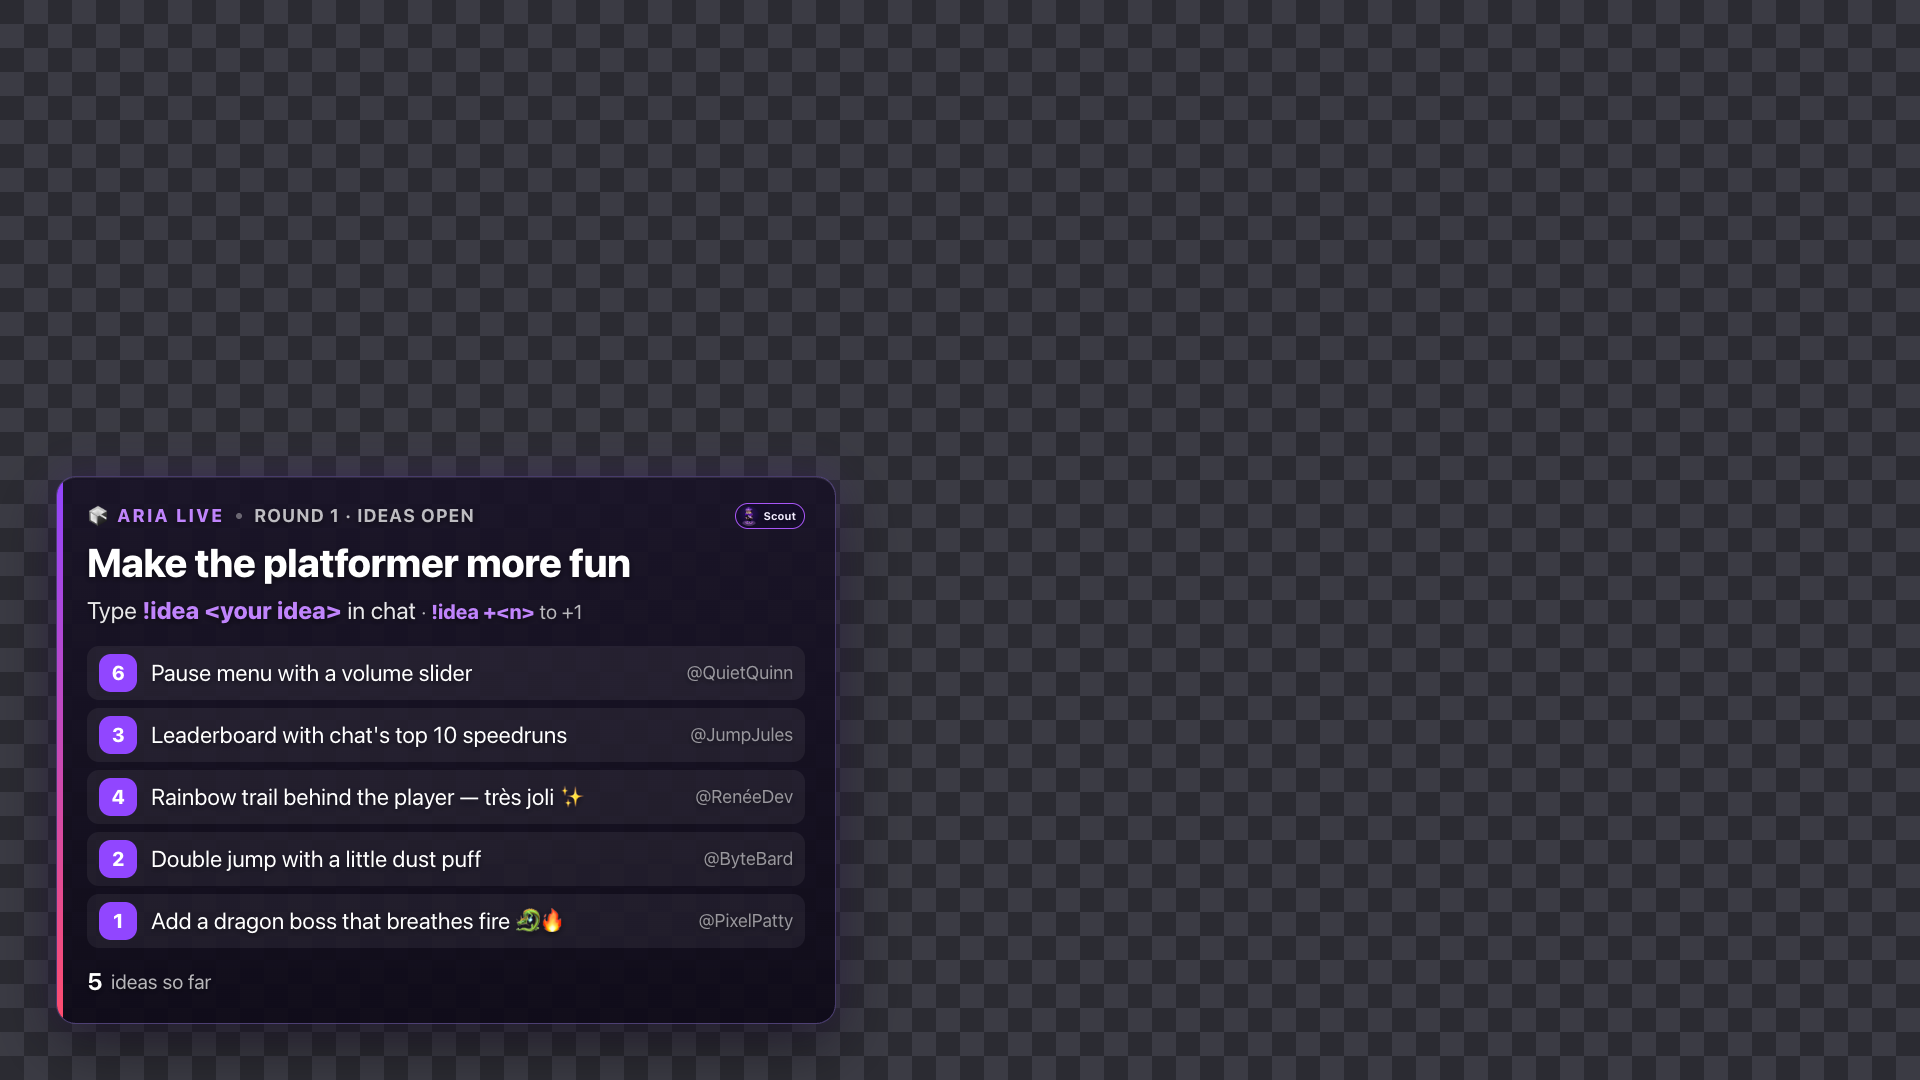 ARIA LIVE • ROUND 1 · IDEAS OPEN
Scout
Make the platformer more fun
Type !idea <your idea> in chat · !idea +<n> to +1
6 Pause menu with a volume slider @QuietQuinn
3 Leaderboard with chat's top 10 speedruns @JumpJules
4 Rainbow trail behind the player — très joli ✨ @RenéeDev
2 Double jump with a little dust puff @ByteBard
1 Add a dragon boss that breathes fire 🐉🔥 @PixelPatty
5 ideas so far